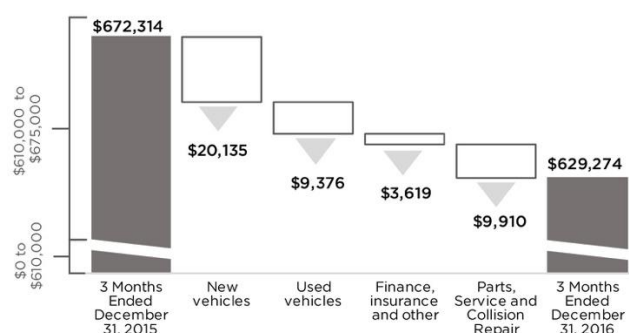 $672,314
$610,000 to
$675,000
$0 to
$610,000
$20,135
$9,376
$3,619
$9,910
$629,274
3 Months
Ended
December
31, 2015
New
vehicles
Used
vehicles
Finance,
insurance
and other
Parts,
Service and
Collision
Repair
3 Months
Ended
December
31, 2016